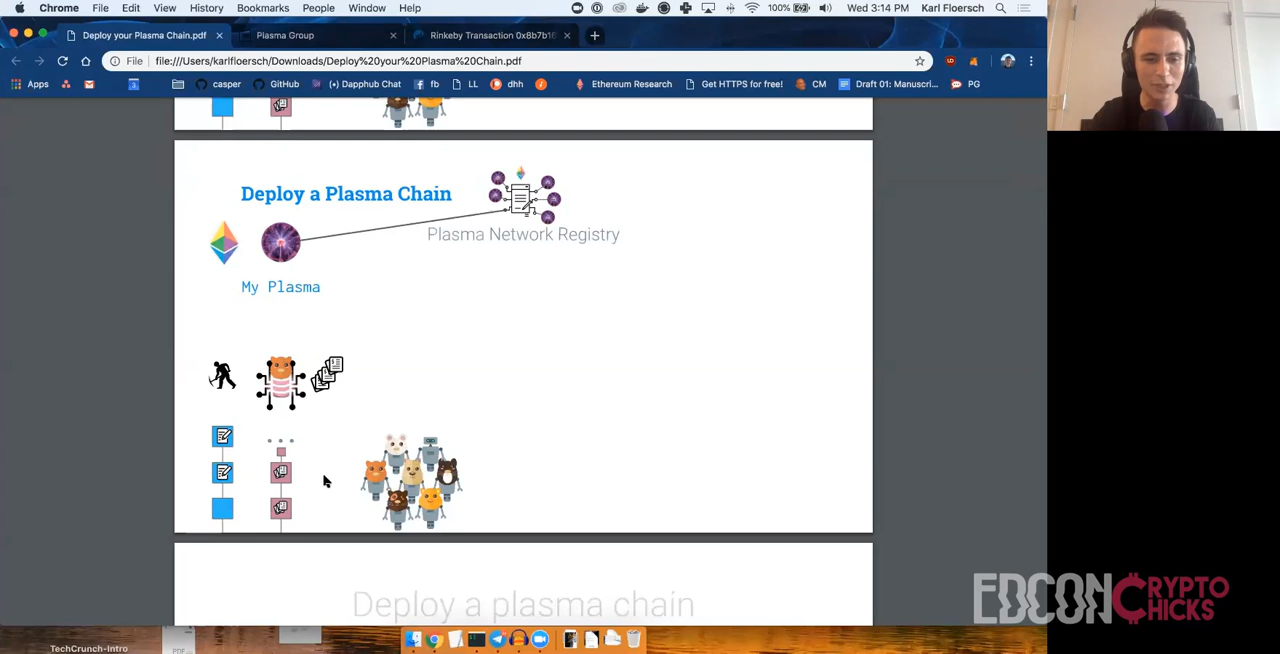 Chrome File Edit View History Bookmarks People Window Help 100% Wed 3:14 PM Karl Floersch
Deploy your Plasma Chain.pdf Plasma Group Rinkeby Transaction 0x8b7b16
File file:///Users/karlfloersch/Downloads/Deploy%20your%20Plasma%20Chain.pdf
Apps casper GitHub Dapphub Chat fb LL dhh Ethereum Research Get HTTPS for free! CM Draft 01: Manuscri... PG
Deploy a Plasma Chain
Plasma Network Registry
My Plasma
Deploy a plasma chain
EDCON CRYPTO
CHICKS
TechCrunch-Intro
PDF